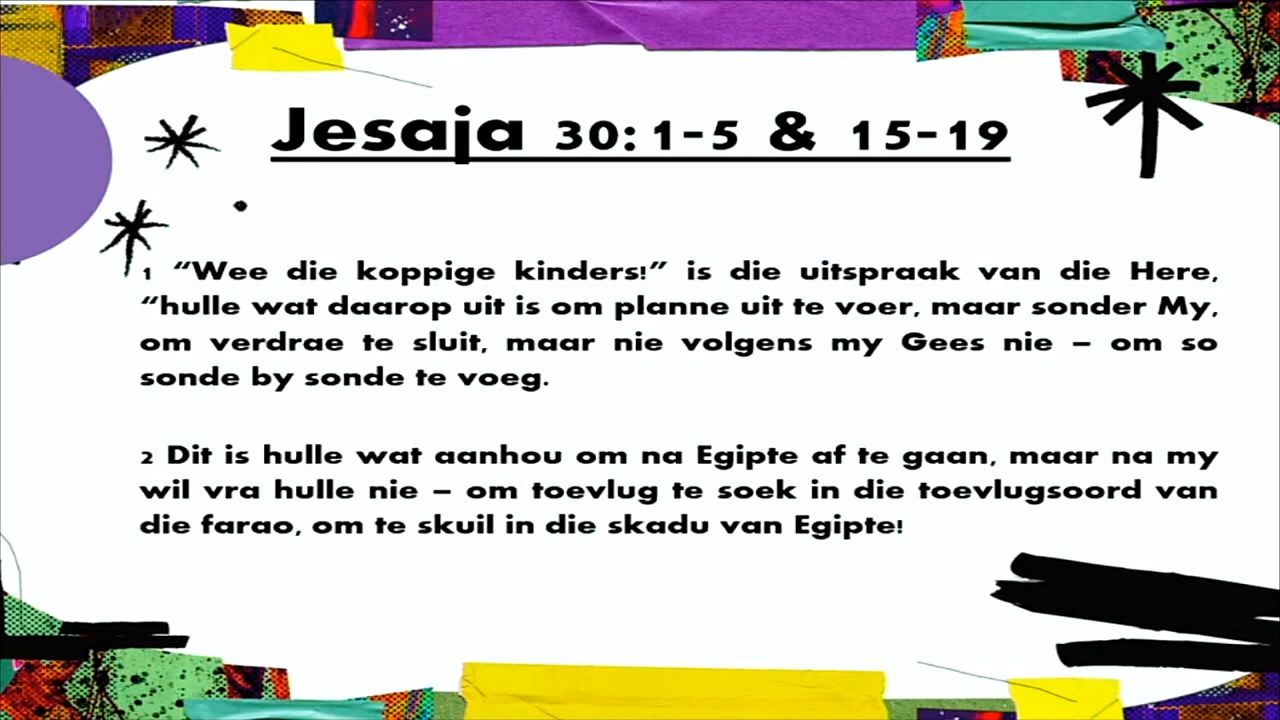 Jesaja 30:1-5 & 15-19
1 “Wee die koppige kinders!” is die uitspraak van die Here,
“hulle wat daarop uit is om planne uit te voer, maar sonder My,
om verdrae te sluit, maar nie volgens my Gees nie – om so
sonde by sonde te voeg.
2 Dit is hulle wat aanhou om na Egipte af te gaan, maar na my
wil vra hulle nie – om toevlug te soek in die toevlugsoord van
die farao, om te skuil in die skadu van Egipte!